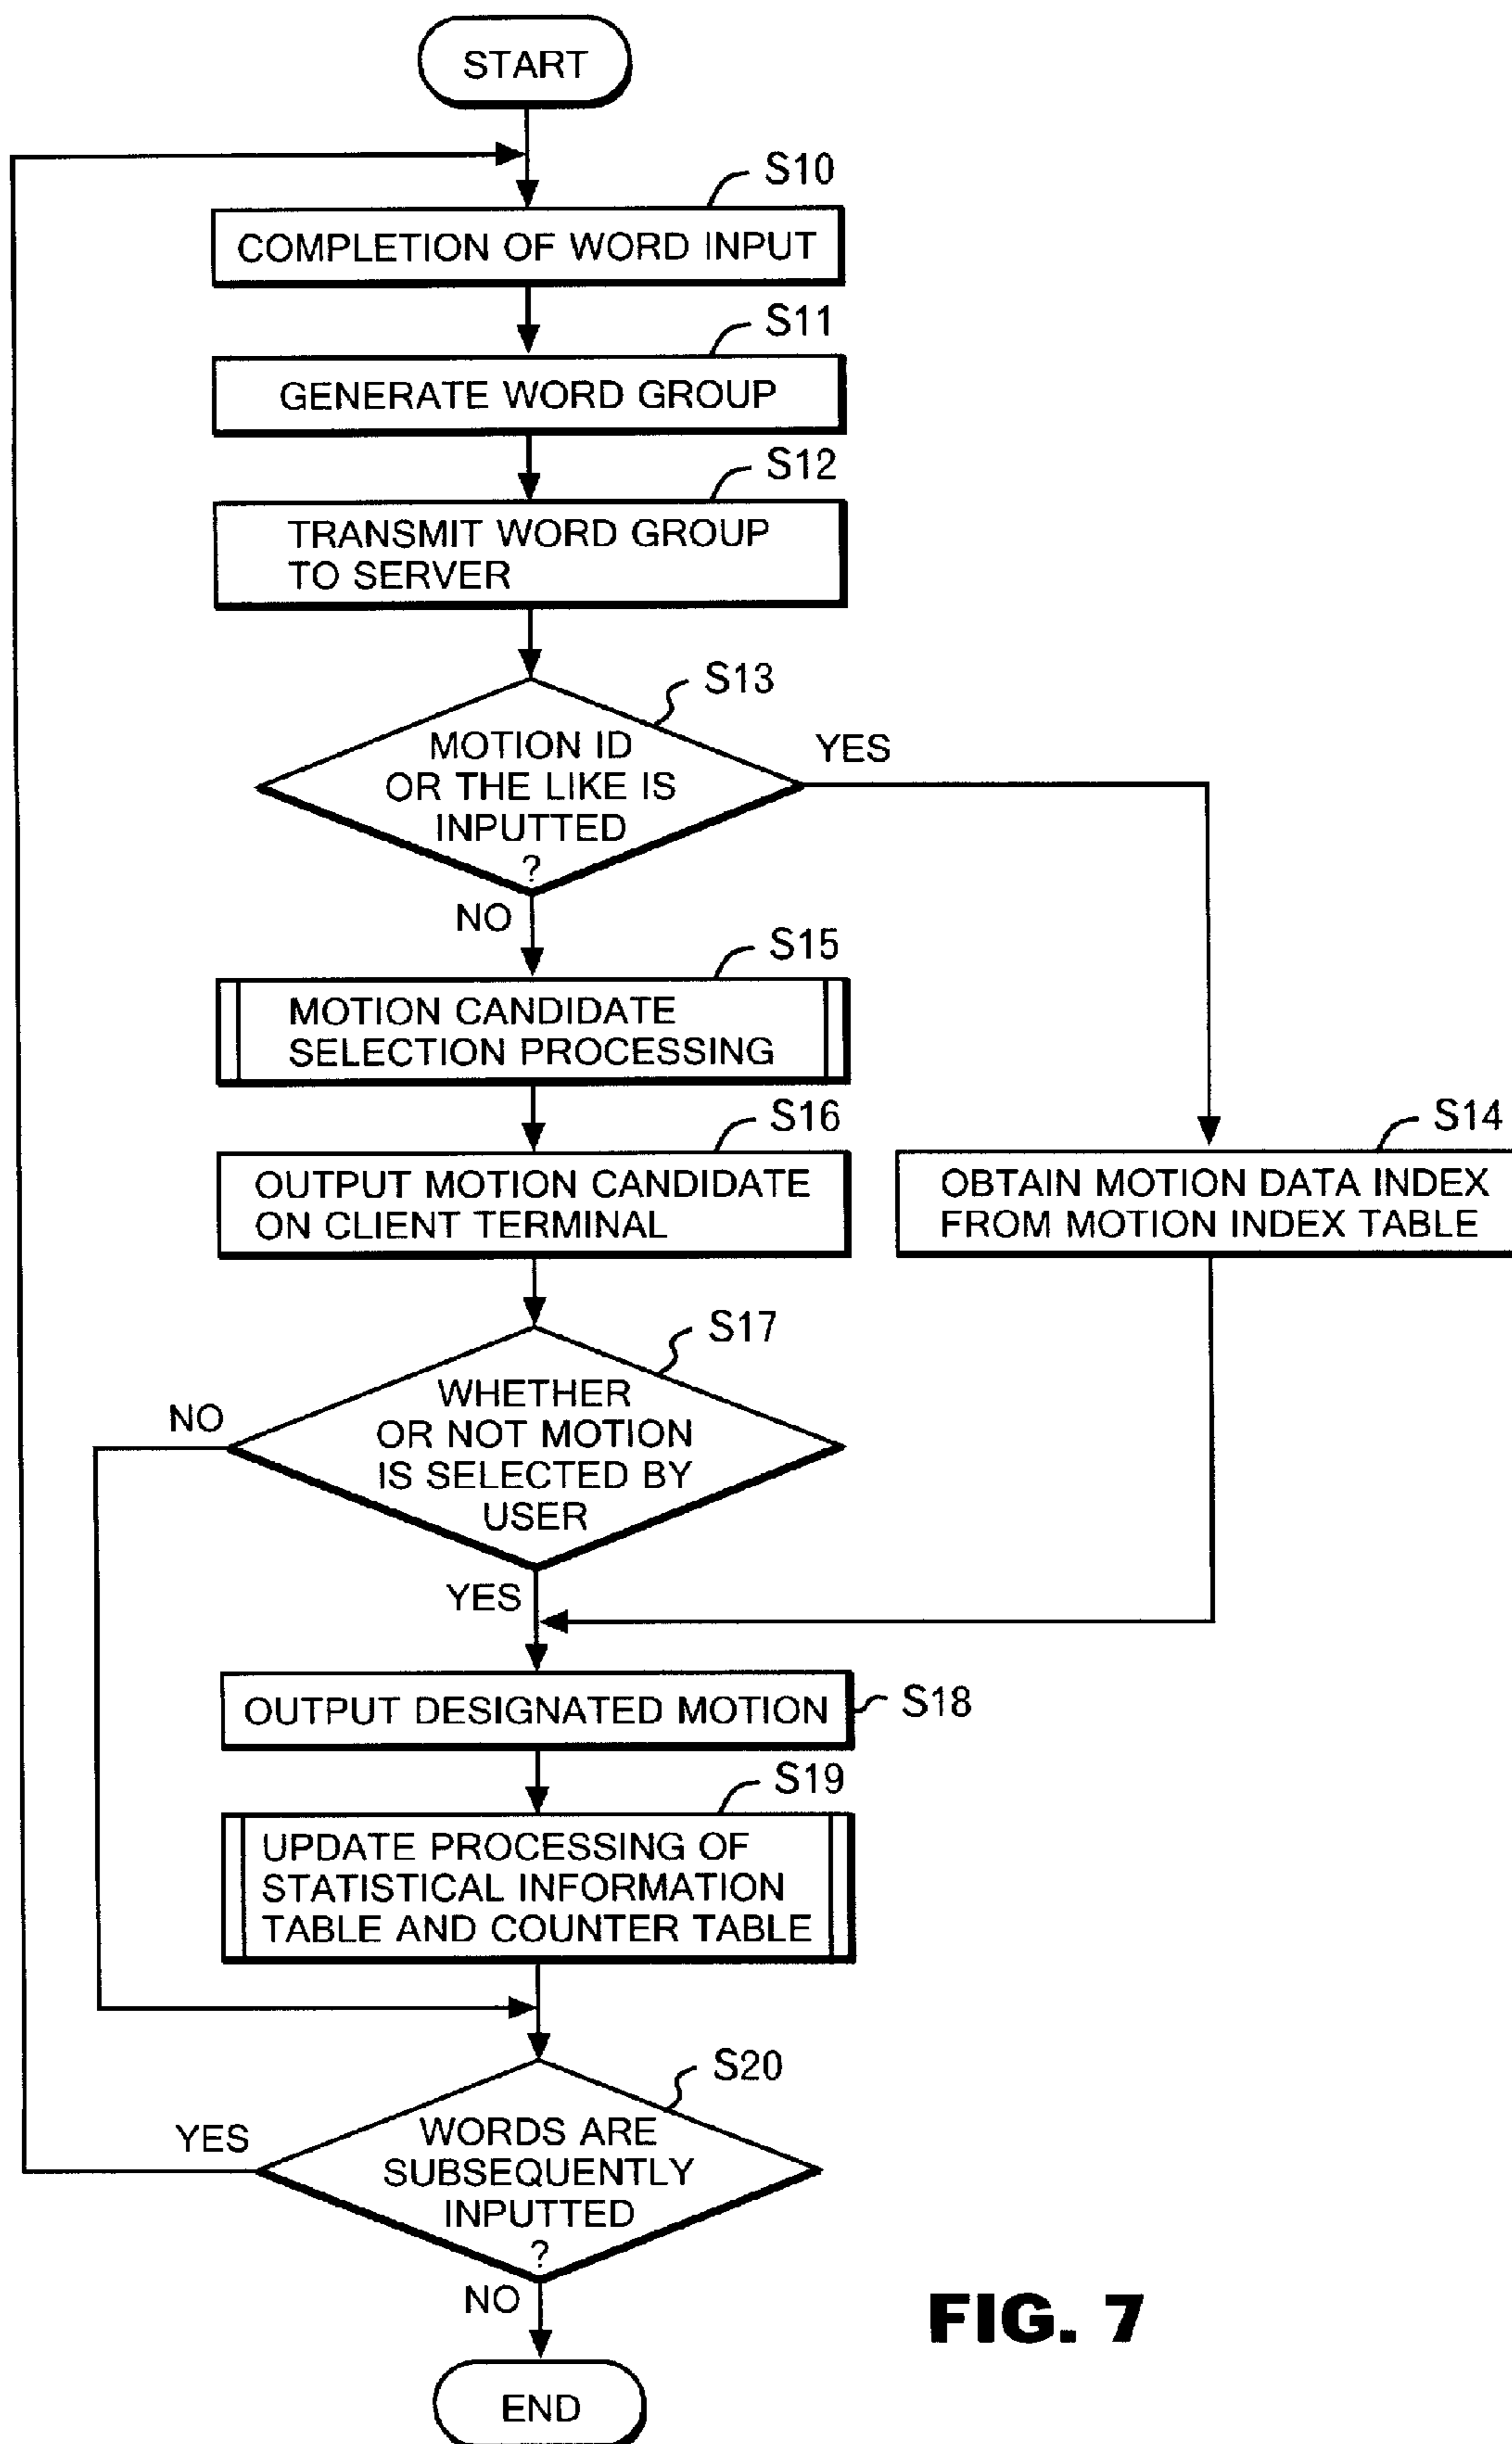 START
S10
COMPLETION OF WORD INPUT
S11
GENERATE WORD GROUP
S12
TRANSMIT WORD GROUP
TO SERVER
S13
MOTION ID
OR THE LIKE IS
INPUTTED
?
YES
NO
S15
MOTION CANDIDATE
SELECTION PROCESSING
S16
OUTPUT MOTION CANDIDATE
ON CLIENT TERMINAL
S14
OBTAIN MOTION DATA INDEX
FROM MOTION INDEX TABLE
S17
WHETHER
OR NOT MOTION
IS SELECTED BY
USER
NO
YES
OUTPUT DESIGNATED MOTION
S18
S19
UPDATE PROCESSING OF
STATISTICAL INFORMATION
TABLE AND COUNTER TABLE
S20
WORDS ARE
SUBSEQUENTLY
INPUTTED
?
YES
NO
END
FIG. 7